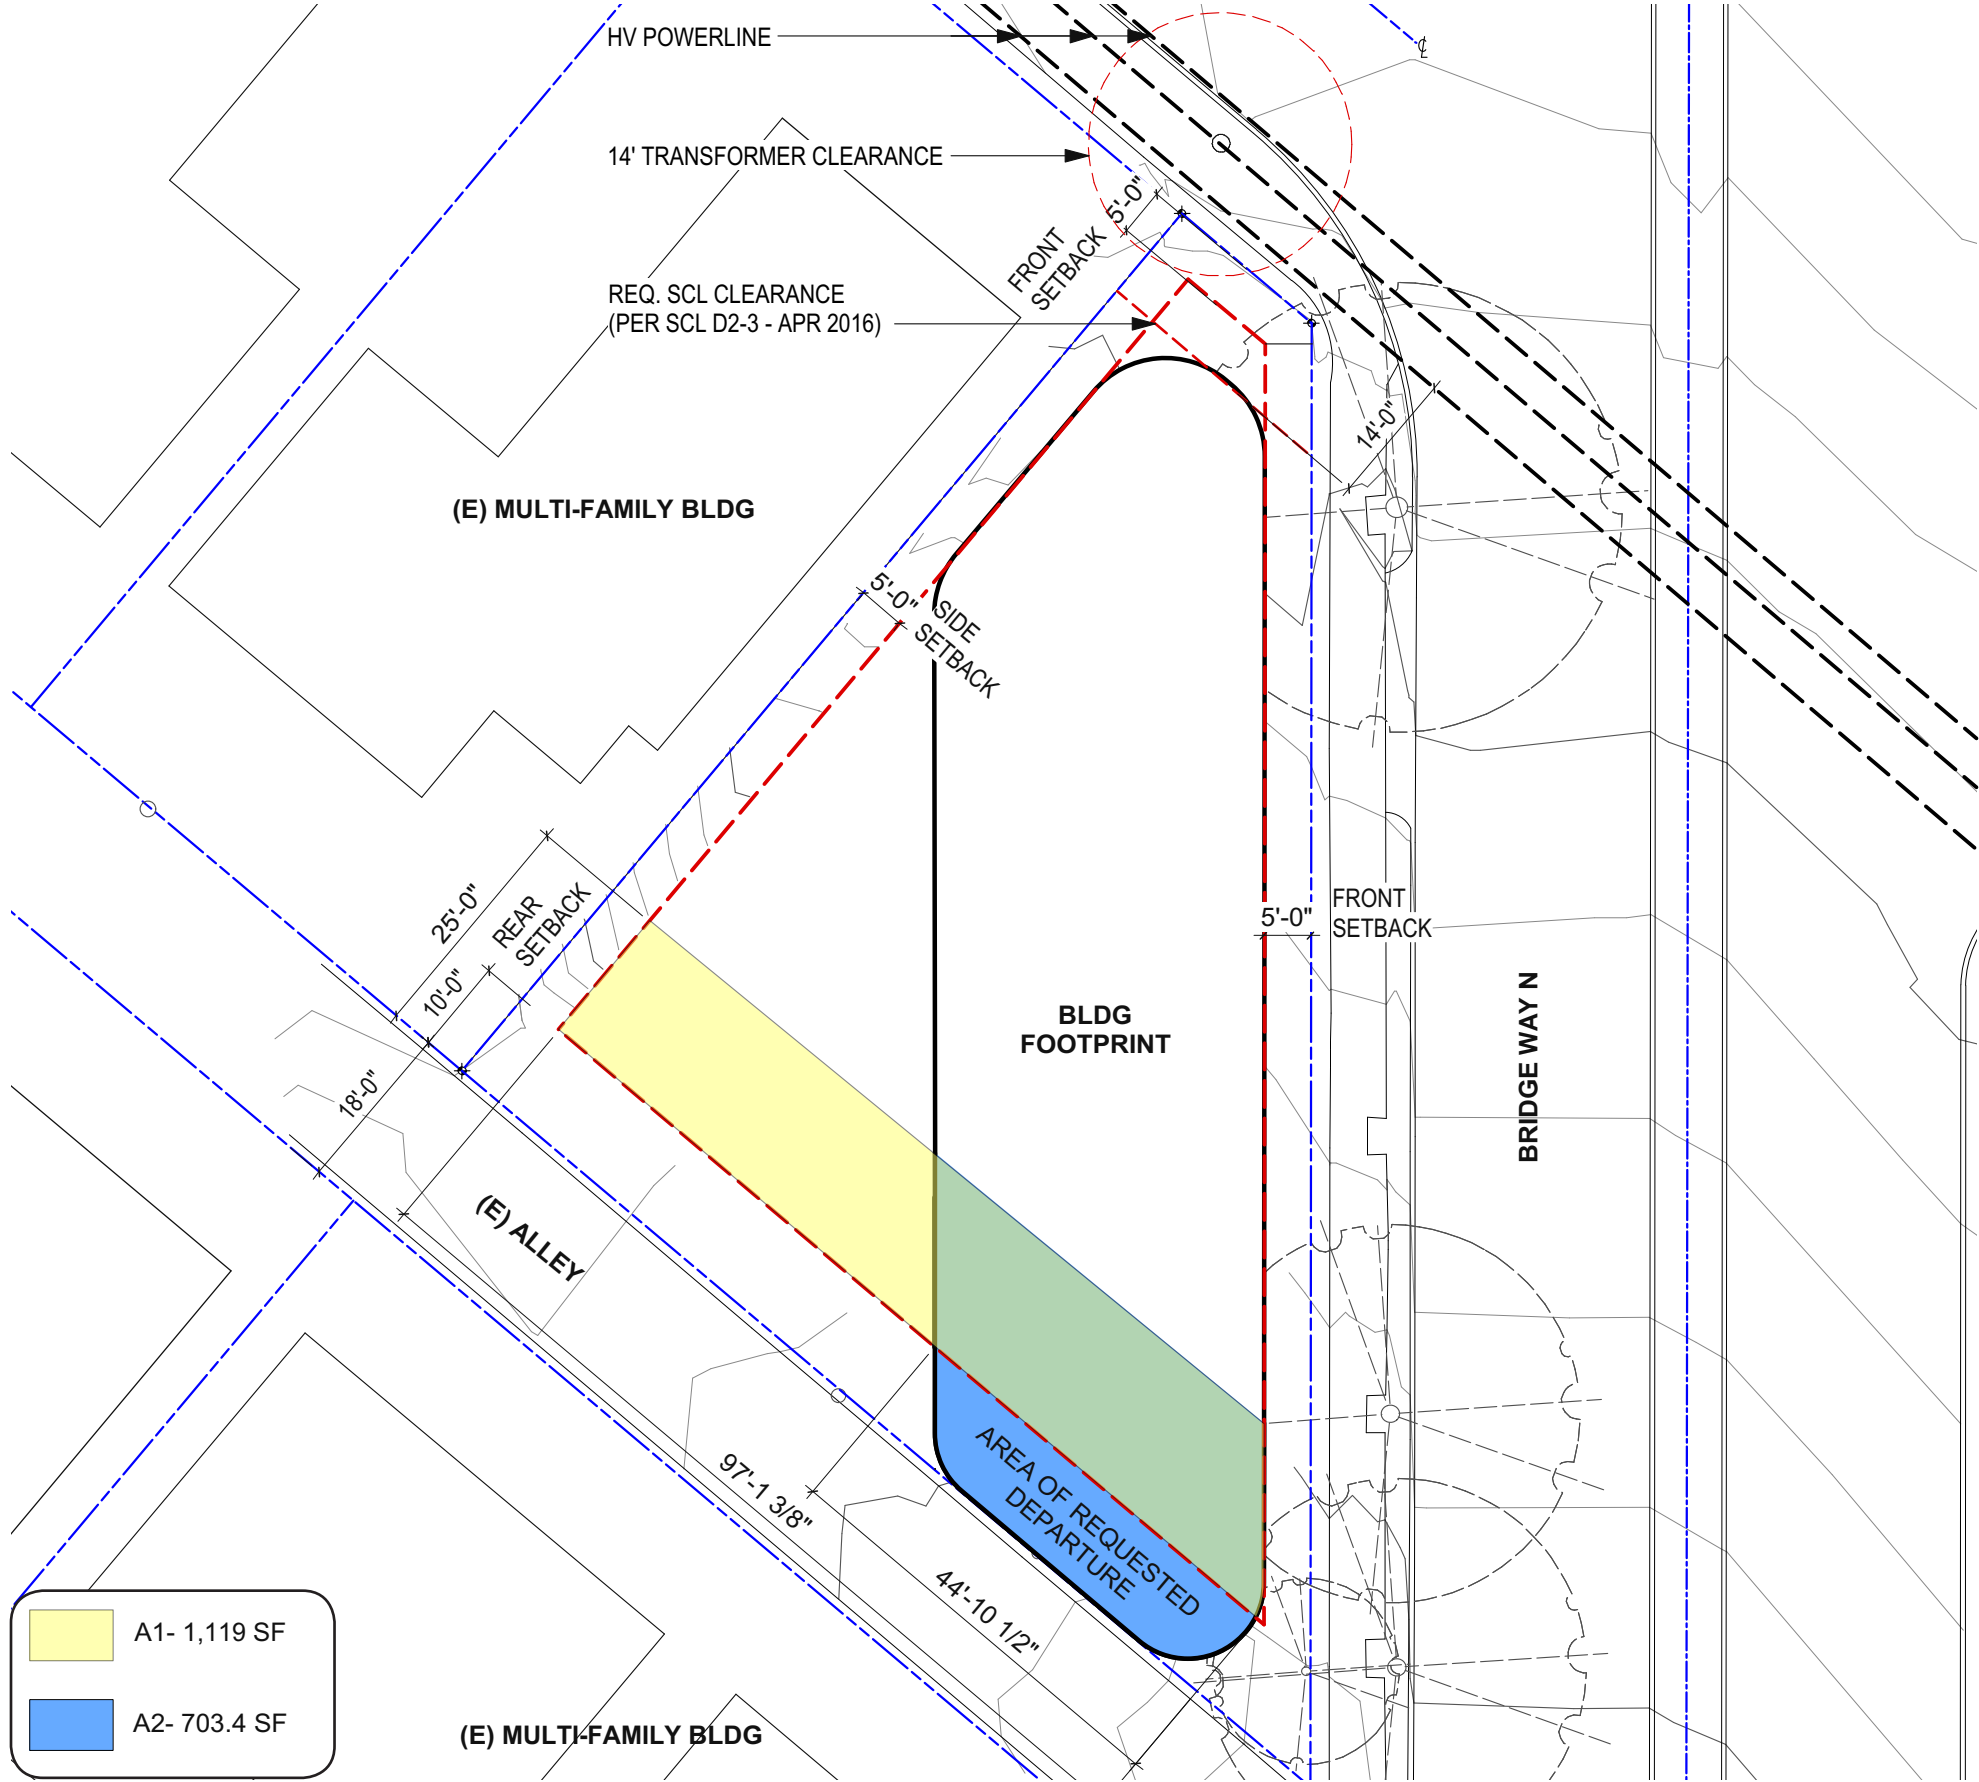 HV POWERLINE
℄
14' TRANSFORMER CLEARANCE
5'-0"
FRONT
SETBACK
REQ. SCL CLEARANCE
(PER SCL D2-3 - APR 2016)
14'-0"
(E) MULTI-FAMILY BLDG
5'-0"
SIDE
SETBACK
25'-0"
REAR
SETBACK
10'-0"
18'-0"
5'-0"
FRONT
SETBACK
BLDG
FOOTPRINT
BRIDGE WAY N
(E) ALLEY
AREA OF REQUESTED
DEPARTURE
97'-1 3/8"
44'-10 1/2"
A1- 1,119 SF
A2- 703.4 SF
(E) MULTI-FAMILY BLDG